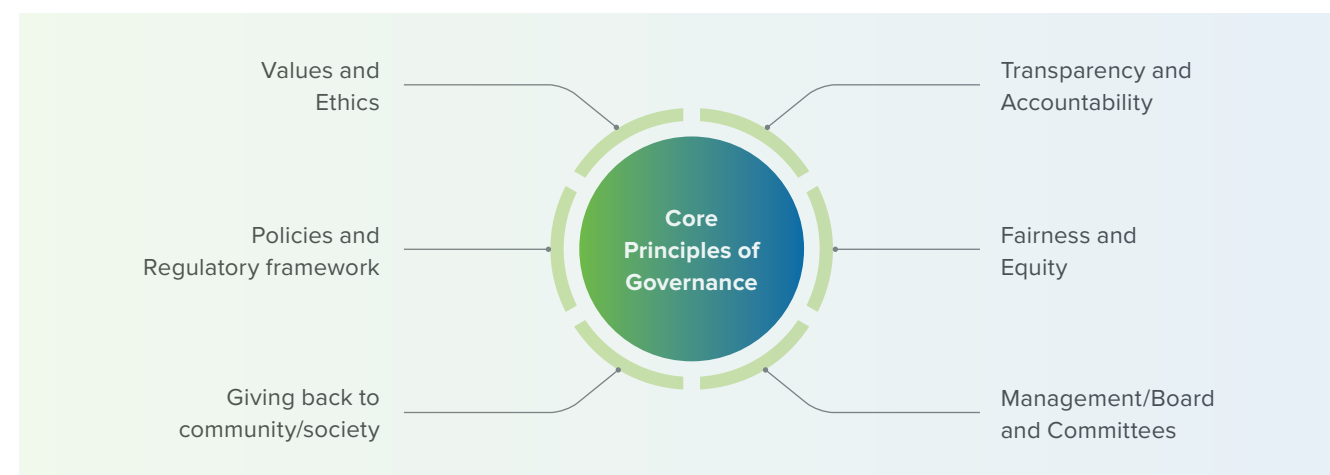 Values and
Ethics
Policies and
Regulatory framework
Giving back to
community/society
Core
Principles of
Governance
Transparency and
Accountability
Fairness and
Equity
Management/Board
and Committees